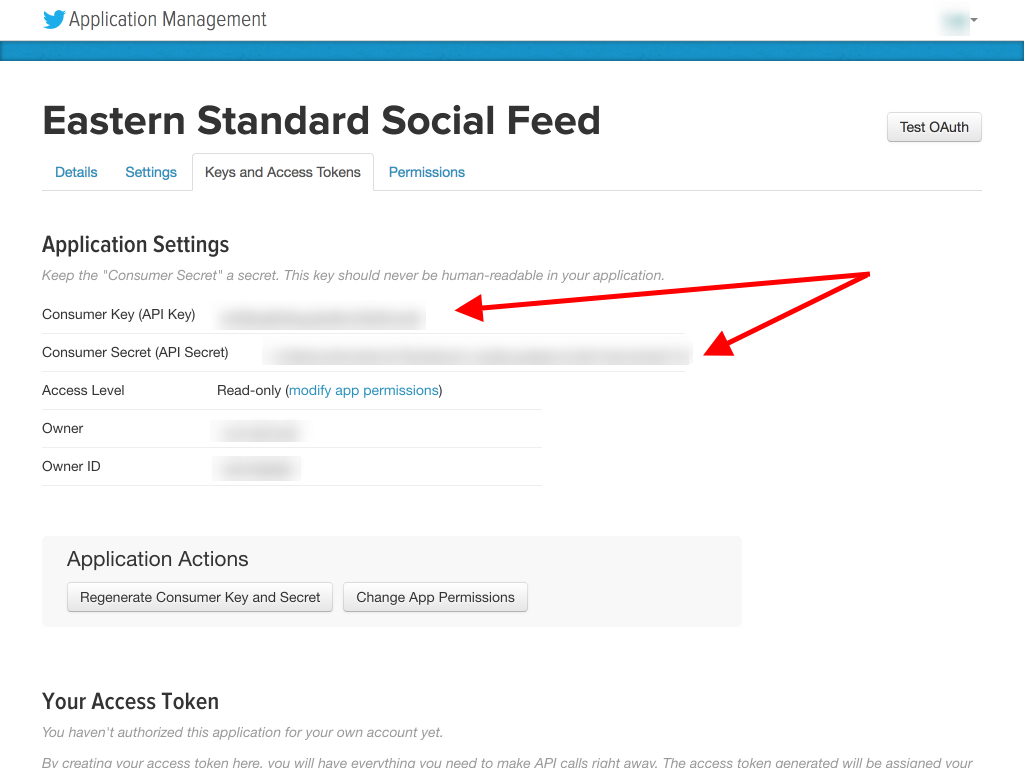 Application Management
Eastern Standard Social Feed
Test OAuth
Details Settings Keys and Access Tokens Permissions
Application Settings
Keep the "Consumer Secret" a secret. This key should never be human-readable in your application.
Consumer Key (API Key)
Consumer Secret (API Secret)
Access Level Read-only (modify app permissions)
Owner
Owner ID
Application Actions
Regenerate Consumer Key and Secret Change App Permissions
Your Access Token
You haven't authorized this application for your own account yet.
By creating your access token here, you will have everything you need to make API calls right away. The access token generated will be assigned your